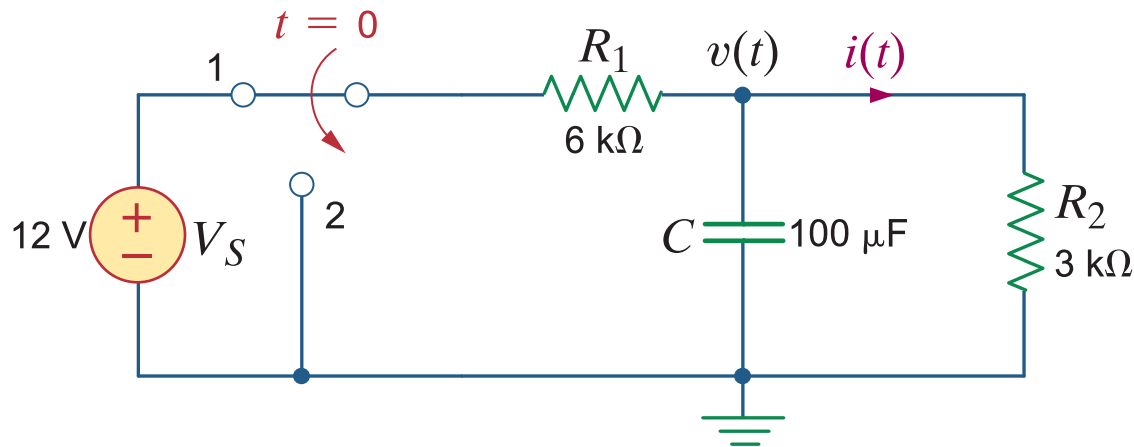 t = 0
1
R1
v(t)
i(t)
6 kΩ
2
12 V
+
−
VS
C
100 μF
R2
3 kΩ